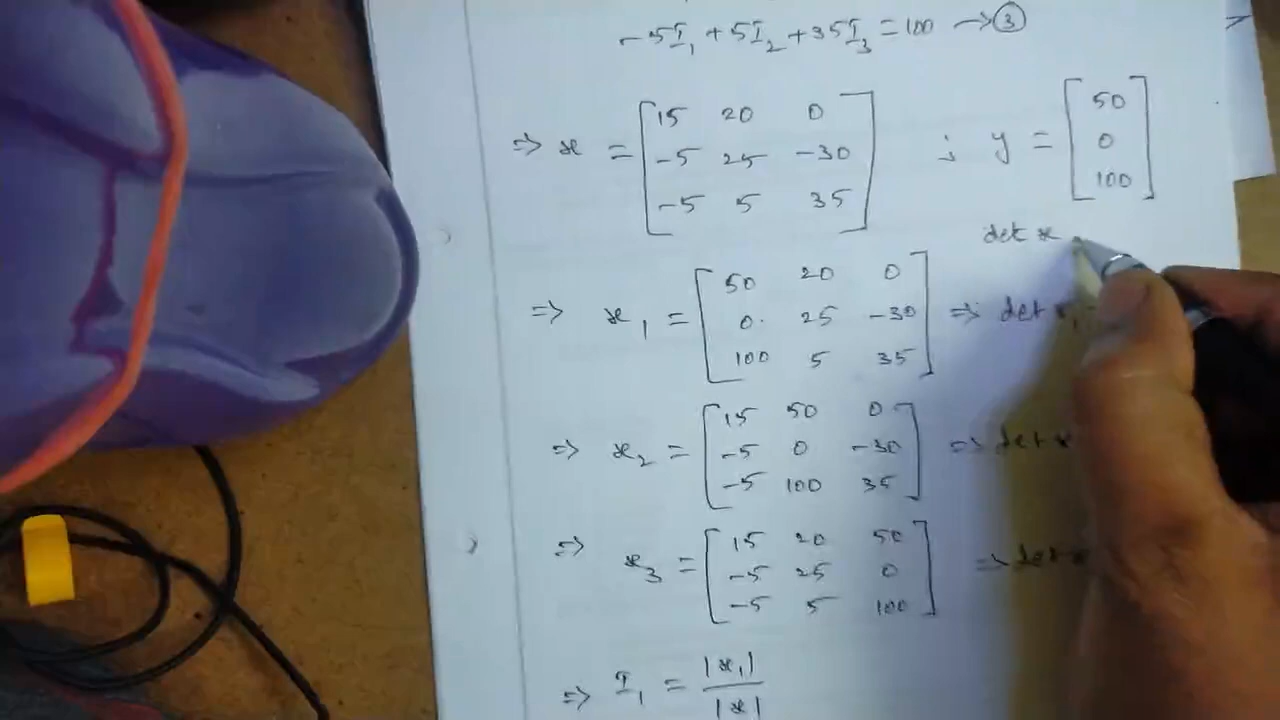 -5I₁ + 5I₂ + 35I₃ = 100 → ③
⇒ x = [15 20 0 ; y = [50
-5 25 -30 0
-5 5 35] 100]
det x
⇒ x₁ = [50 20 0
0 25 -30 ⇒ det x₁
100 5 35]
⇒ x₂ = [15 50 0
-5 0 -30 ⇒ det x
-5 100 35]
⇒ x₃ = [15 20 50
-5 25 0 ⇒ det x
-5 5 100]
⇒ I₁ = |x₁|
|x|